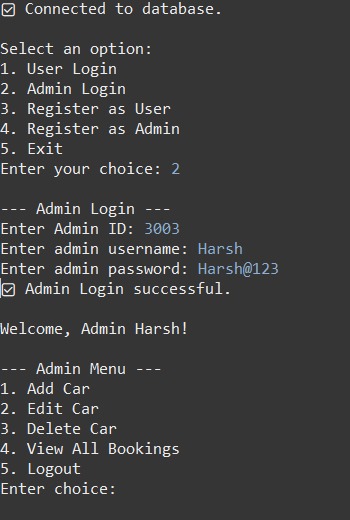 ☑ Connected to database.
Select an option:
1. User Login
2. Admin Login
3. Register as User
4. Register as Admin
5. Exit
Enter your choice: 2
--- Admin Login ---
Enter Admin ID: 3003
Enter admin username: Harsh
Enter admin password: Harsh@123
☑ Admin Login successful.
Welcome, Admin Harsh!
--- Admin Menu ---
1. Add Car
2. Edit Car
3. Delete Car
4. View All Bookings
5. Logout
Enter choice: